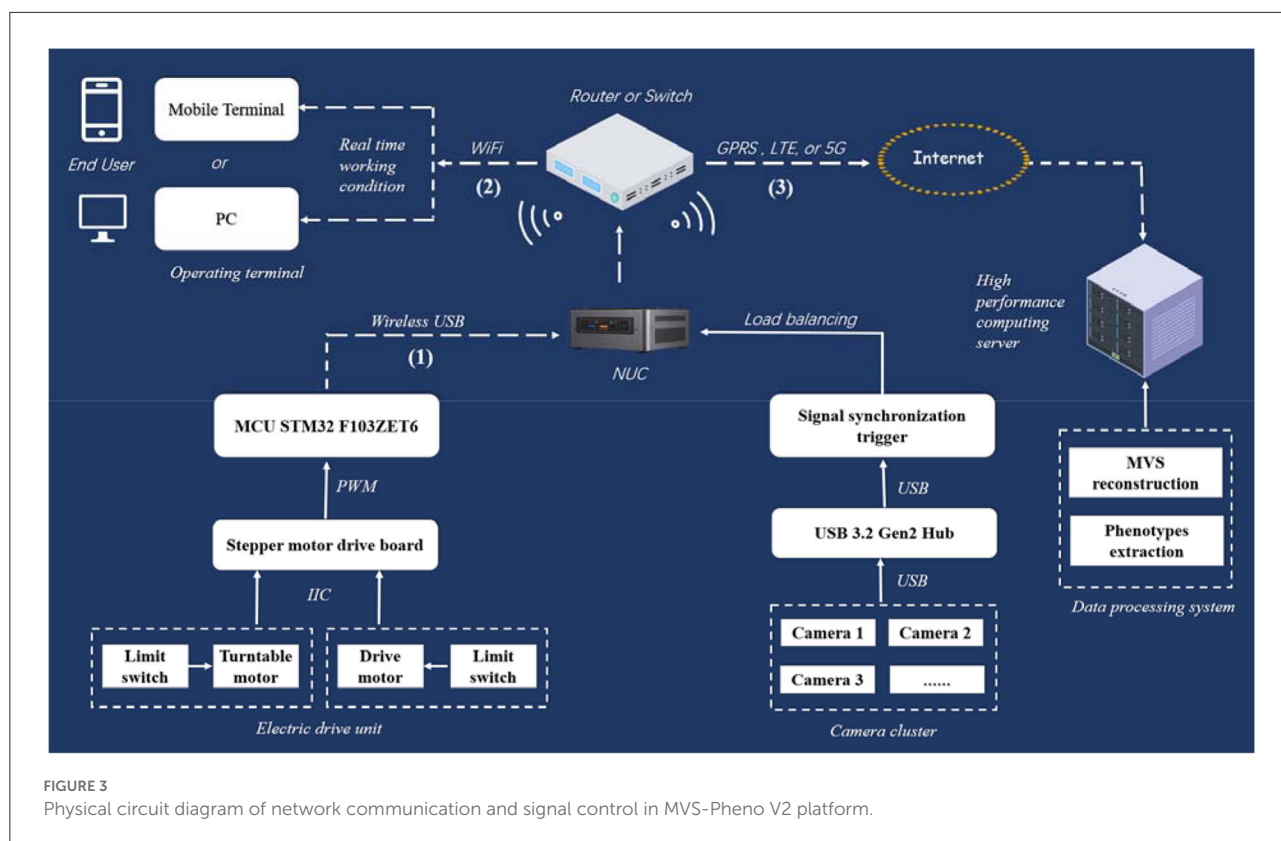 Router or Switch
Mobile Terminal
End User
or
PC
Operating terminal
Real time
working
condition
WiFi
(2)
GPRS , LTE, or 5G
(3)
Internet
High
performance
computing
server
Wireless USB
(1)
NUC
Load balancing
MCU STM32 F103ZET6
PWM
Stepper motor drive board
IIC
Limit
switch
Turntable
motor
Drive
motor
Limit
switch
Electric drive unit
Signal synchronization
trigger
USB
USB 3.2 Gen2 Hub
USB
Camera 1
Camera 2
Camera 3
......
Camera cluster
MVS
reconstruction
Phenotypes
extraction
Data processing system
FIGURE 3
Physical circuit diagram of network communication and signal control in MVS-Pheno V2 platform.